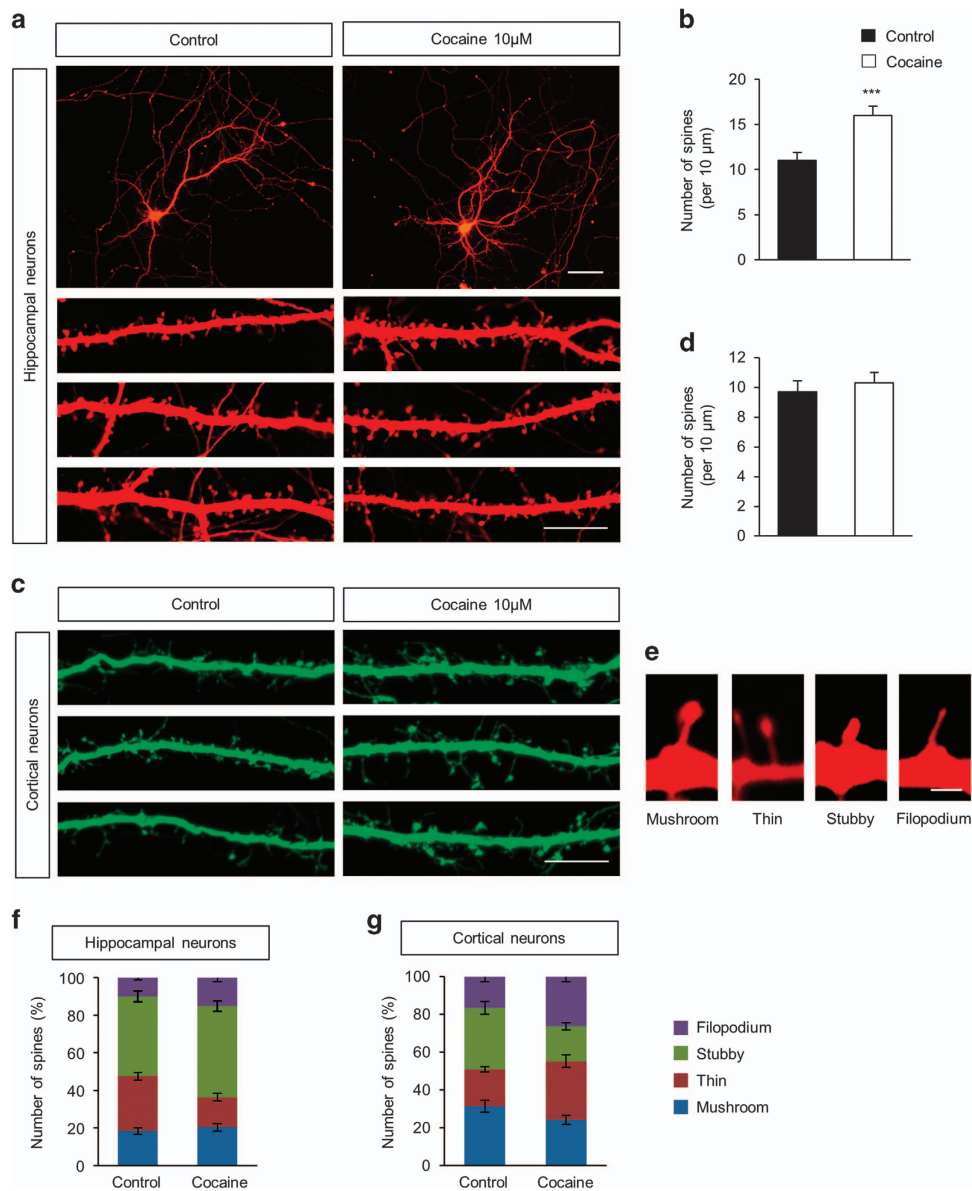 a
Control
Cocaine 10µM
Hippocampal neurons
b
Control
Cocaine
Number of spines
(per 10 µm)
20
15
10
5
0
***
d
Number of spines
(per 10 µm)
12
10
8
6
4
2
0
c
Control
Cocaine 10µM
Cortical neurons
e
Mushroom
Thin
Stubby
Filopodium
f
Hippocampal neurons
Number of spines (%)
100
80
60
40
20
0
Control
Cocaine
g
Cortical neurons
Number of spines (%)
100
80
60
40
20
0
Control
Cocaine
Filopodium
Stubby
Thin
Mushroom